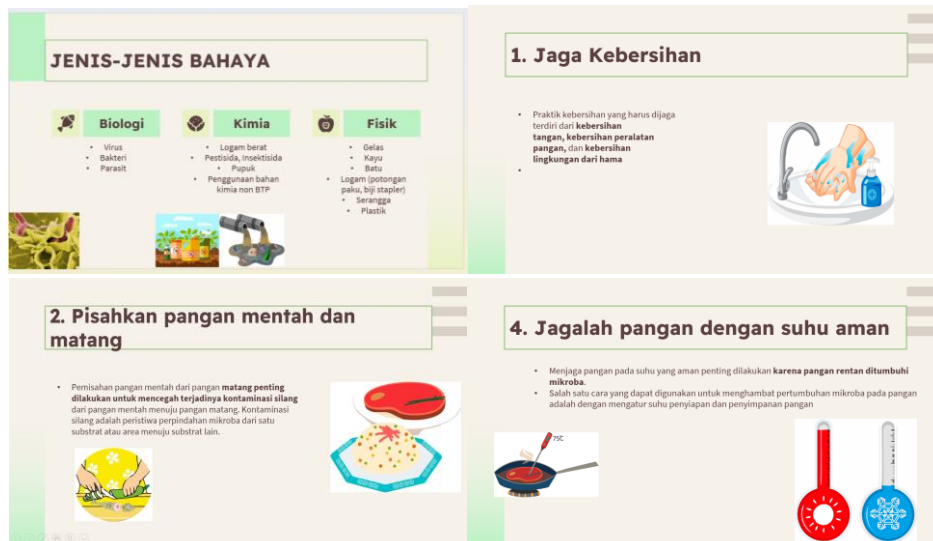 JENIS-JENIS BAHAYA
Biologi
• Virus
• Bakteri
• Parasit
Kimia
• Logam berat
• Pestisida, Insektisida
• Pupuk
• Penggunaan bahan
kimia non BTP
Fisik
• Gelas
• Kayu
• Batu
• Logam (potongan
paku, biji stapler)
• Serangga
• Plastik
1. Jaga Kebersihan
• Praktik kebersihan yang harus dijaga
terdiri dari kebersihan
tangan, kebersihan peralatan
pangan, dan kebersihan
lingkungan dari hama
•
2. Pisahkan pangan mentah dan
matang
• Pemisahan pangan mentah dari pangan matang penting
dilakukan untuk mencegah terjadinya kontaminasi silang
dari pangan mentah menuju pangan matang. Kontaminasi
silang adalah peristiwa perpindahan mikroba dari satu
substrat atau area menuju substrat lain.
4. Jagalah pangan dengan suhu aman
• Menjaga pangan pada suhu yang aman penting dilakukan karena pangan rentan ditumbuhi
mikroba.
• Salah satu cara yang dapat digunakan untuk menghambat pertumbuhan mikroba pada pangan
adalah dengan mengatur suhu penyiapan dan penyimpanan pangan
75C